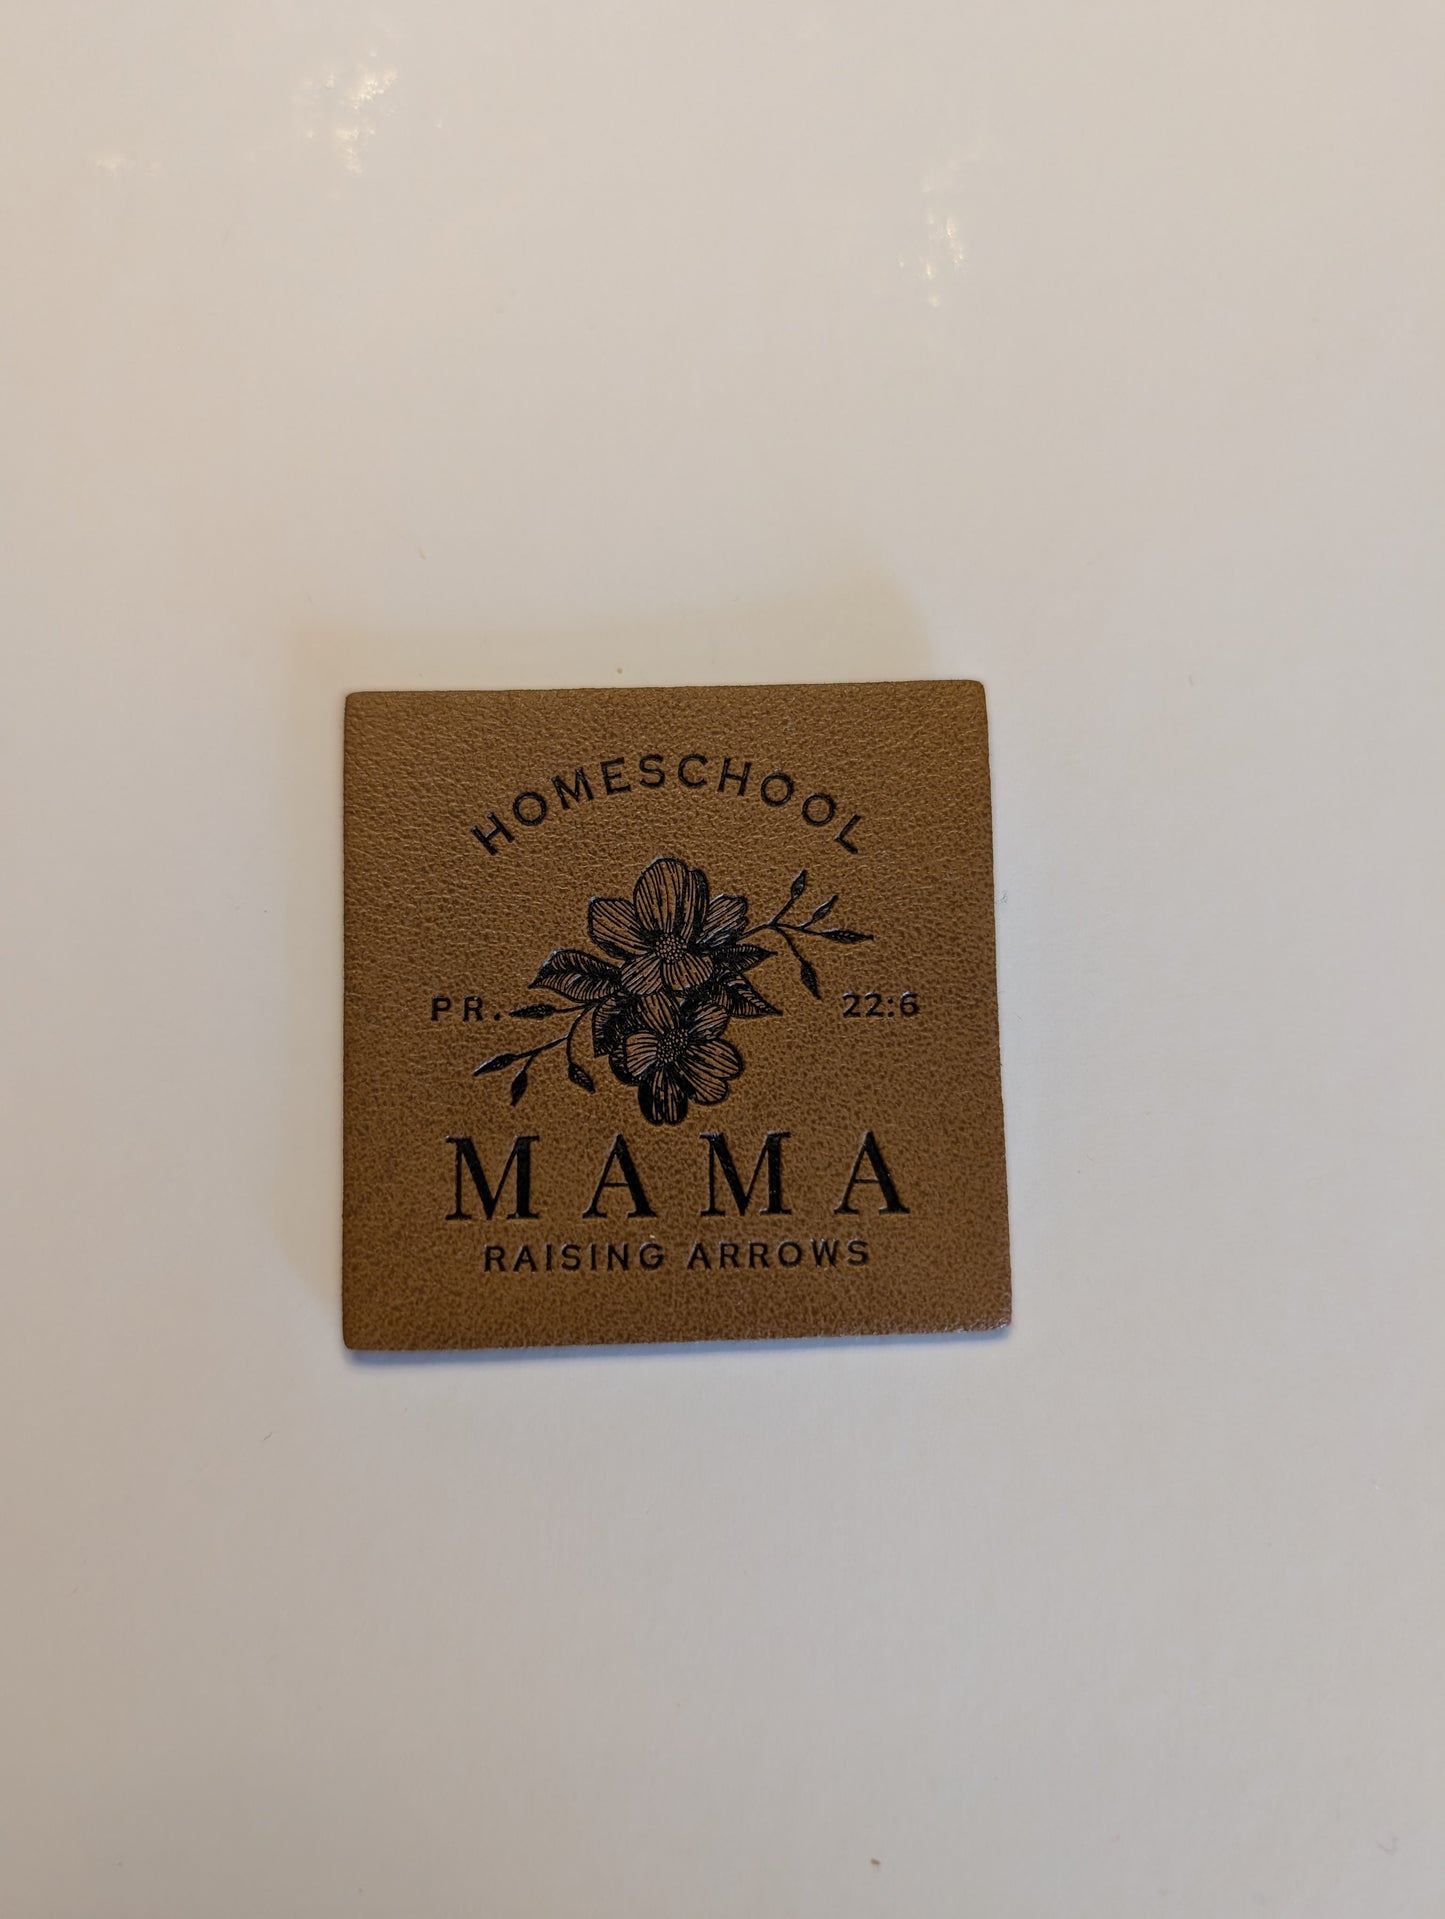 HOMESCHOOL
PR. 22:6
MAMA
RAISING ARROWS